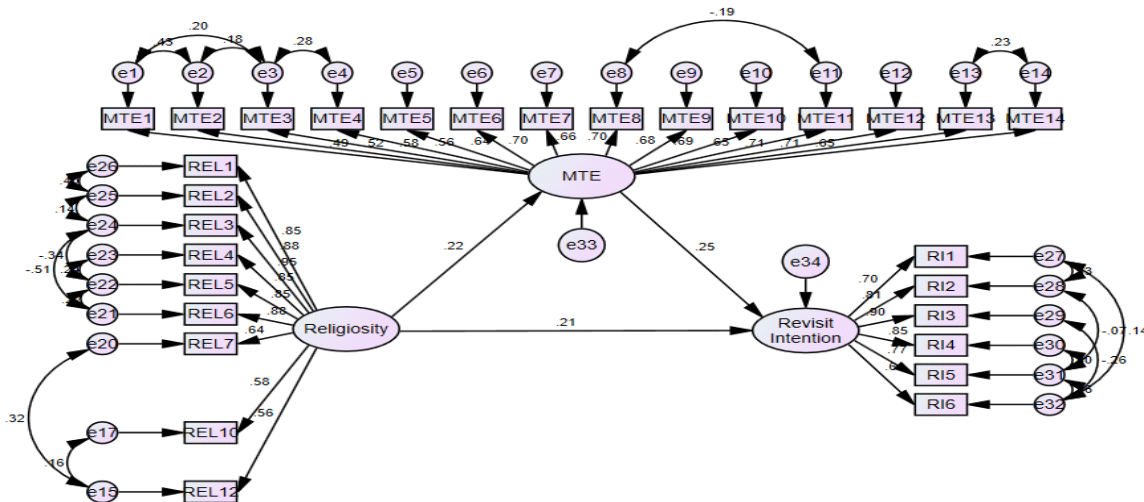 .20
.43 .18 .28 -.19 .23
e1 e2 e3 e4 e5 e6 e7 e8 e9 e10 e11 e12 e13 e14
MTE1 MTE2 MTE3 MTE4 MTE5 MTE6 MTE7 MTE8 MTE9 MTE10 MTE11 MTE12 MTE13 MTE14
.49 .52 .58 .56 .64 .70 .66 .70 .68 .69 .65 .71 .71 .65
MTE
e33
.22
.25
e26 REL1
e25 REL2
.14
e24 REL3
-.34
e23 REL4
-.51
e22 REL5
e21 REL6
e20 REL7
.85
.88
.95
.85
.85
.88
.64
.58
.56
Religiosity
.21
.32
e17 REL10
.16
e15 REL12
e34
Revisit
Intention
.70
.81
.90
.85
.77
RI1 e27
RI2 e28
RI3 e29
RI4 e30
RI5 e31
RI6 e32
-.07 .14
-.26